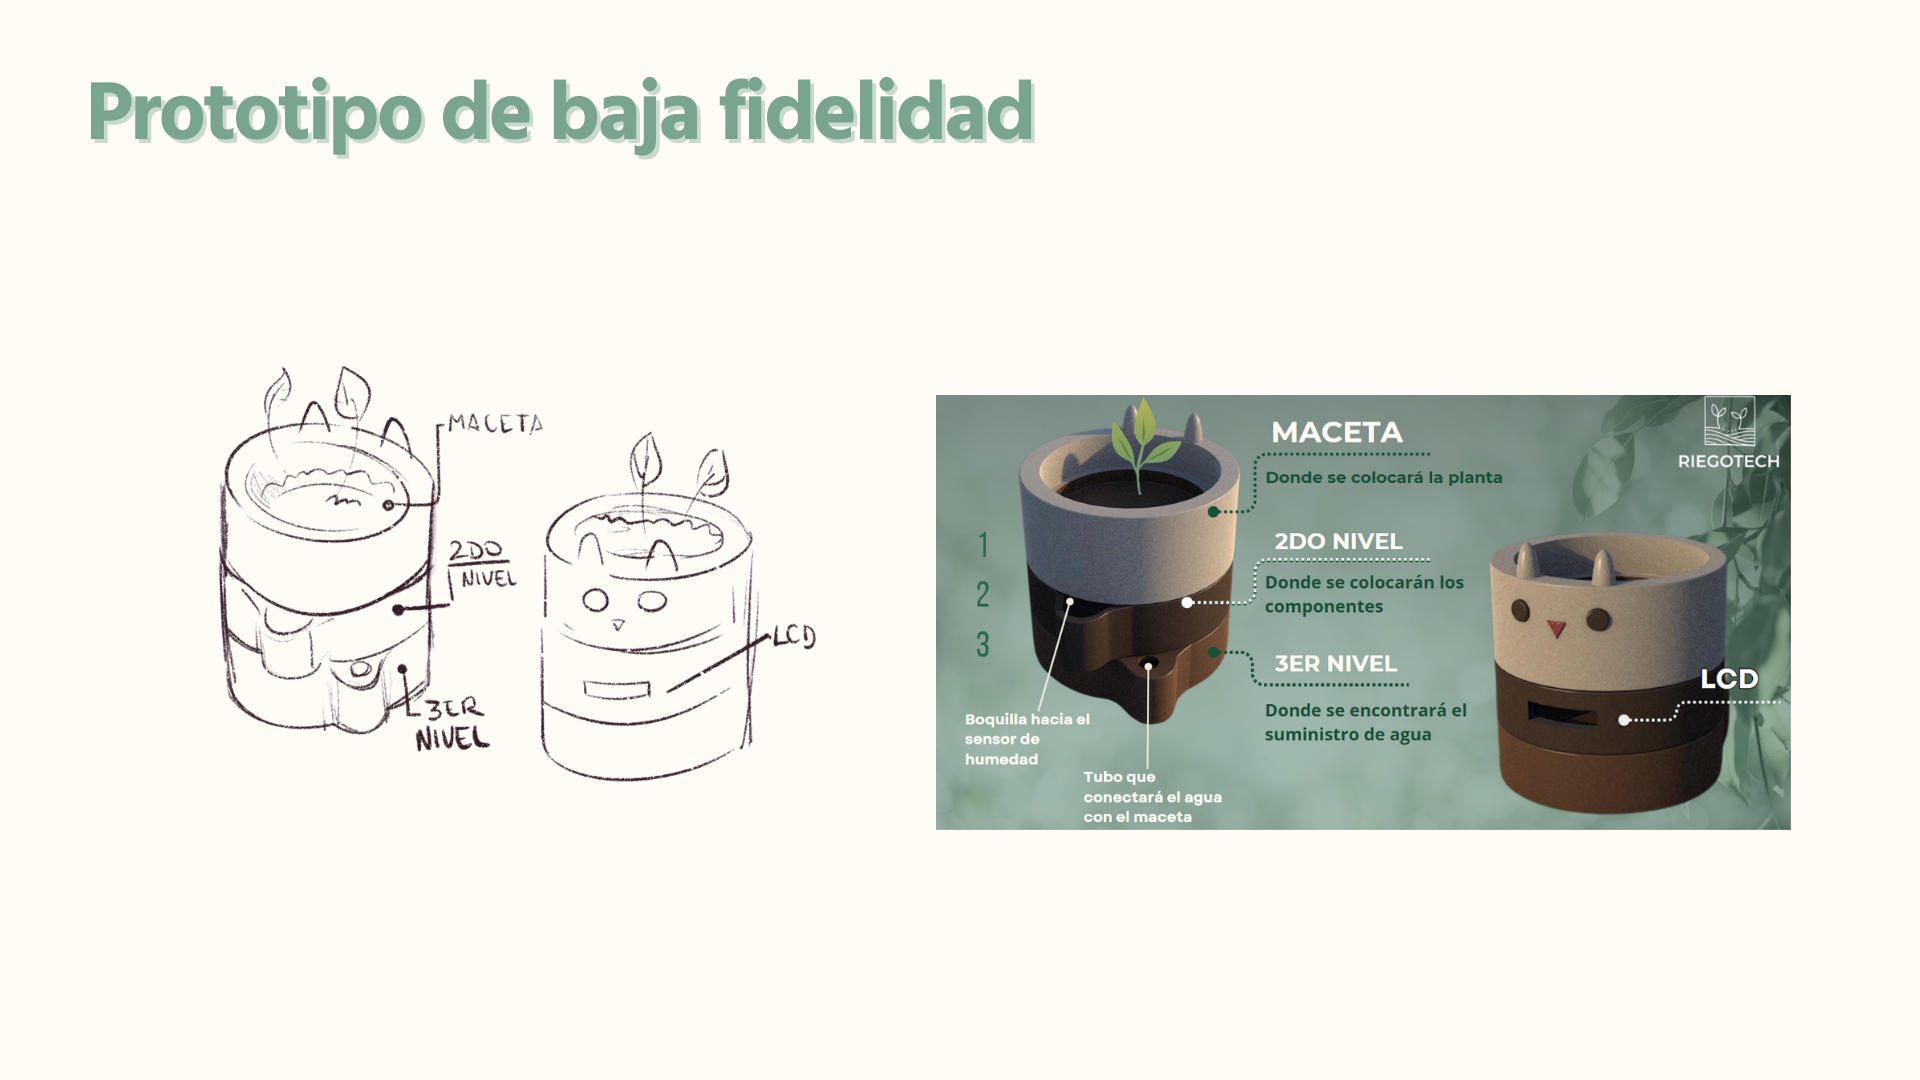 Prototipo de baja fidelidad
MACETA
2DO
NIVEL
3ER
NIVEL
LCD
RIEGOTECH
MACETA
Donde se colocará la planta
1
2
3
2DO NIVEL
Donde se colocarán los
componentes
3ER NIVEL
Donde se encontrará el
suministro de agua
Boquilla hacia el
sensor de
humedad
Tubo que
conectará el agua
con el maceta
LCD